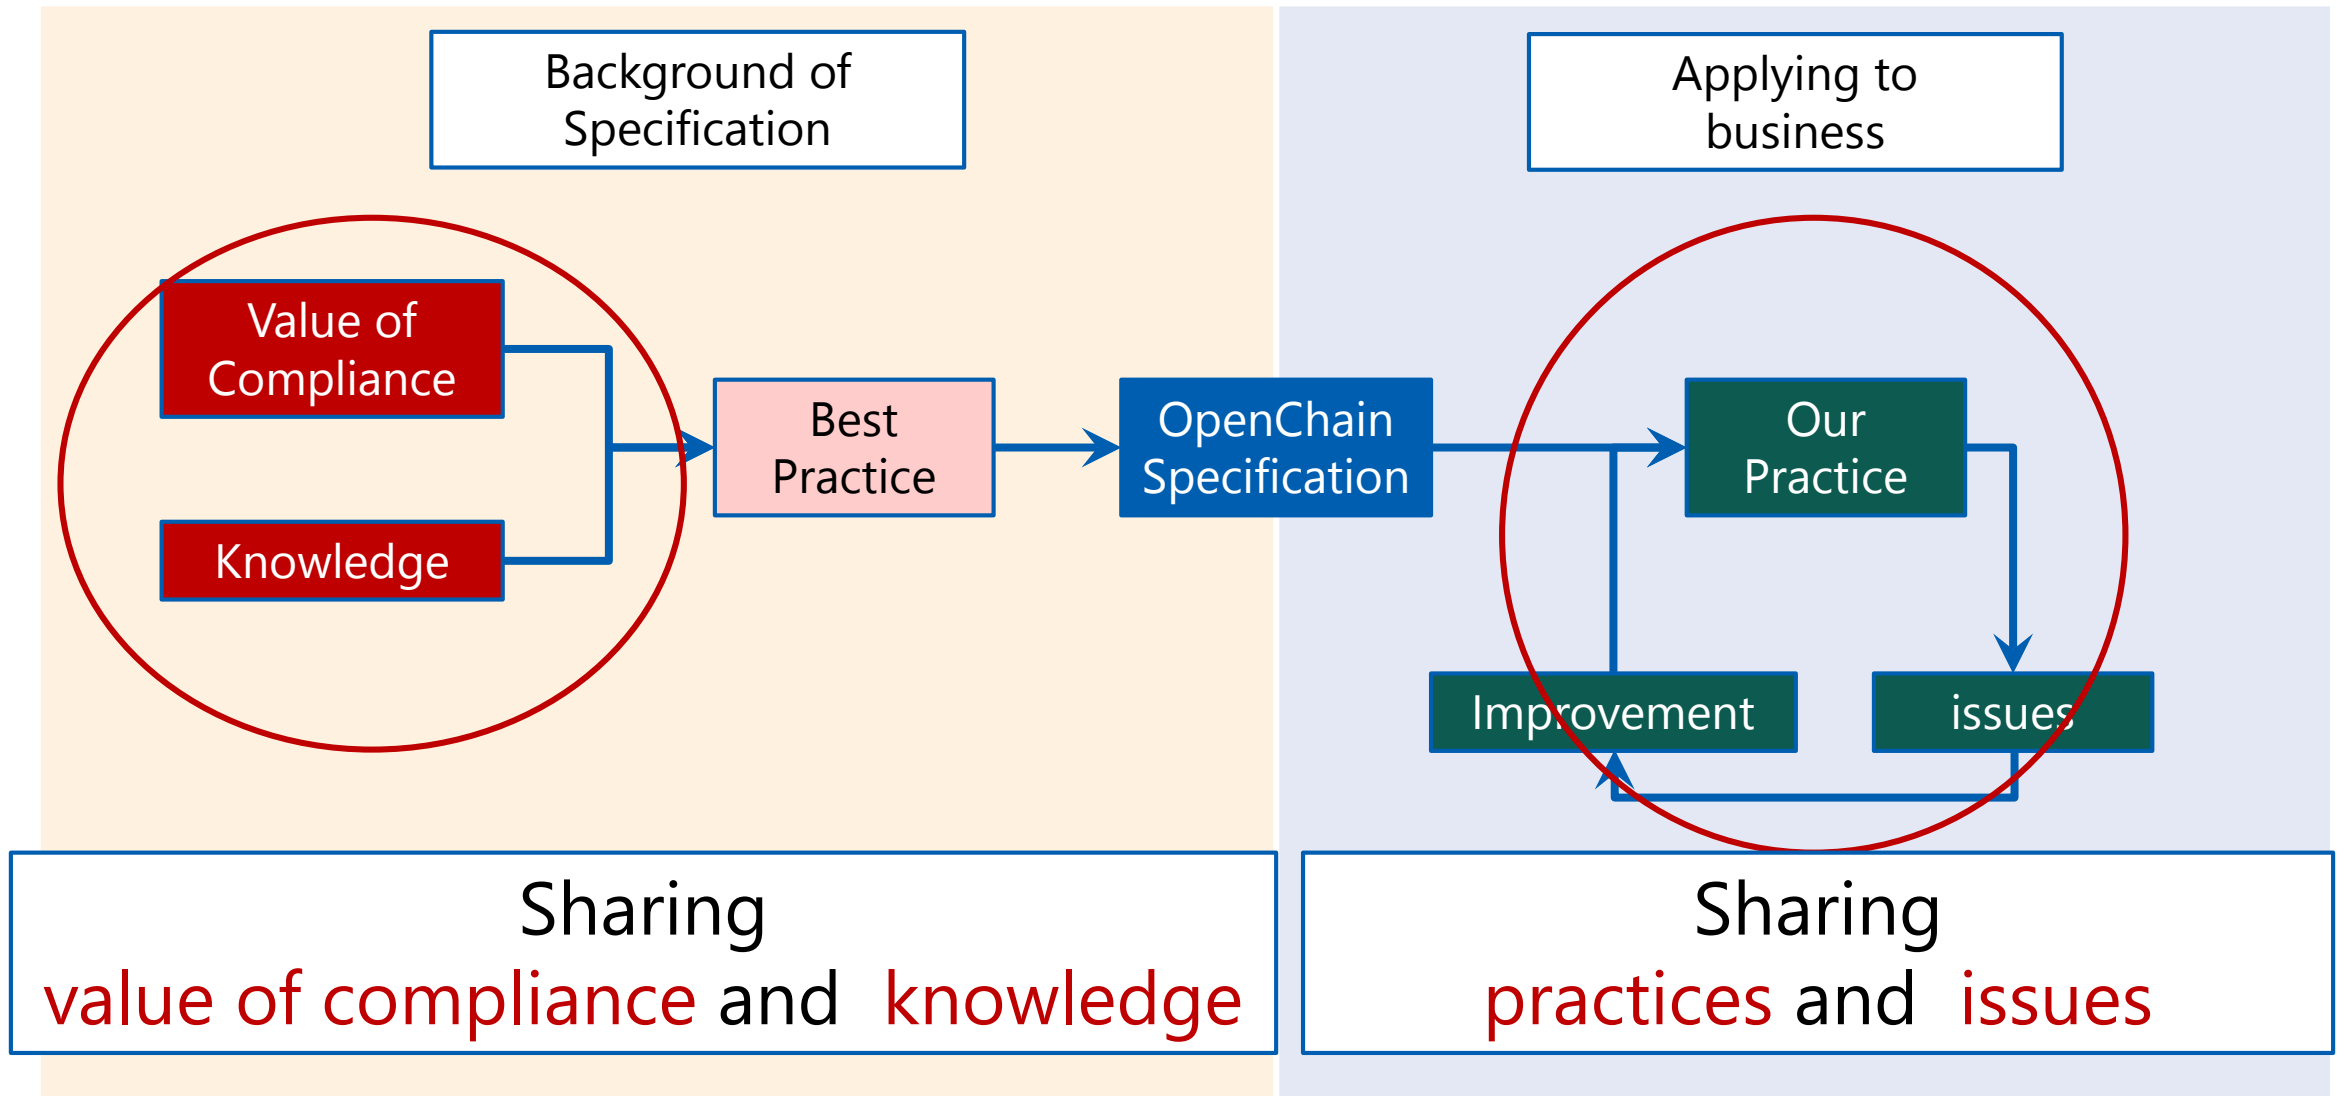 Background of
Specification
Applying to
business
Value of
Compliance
Knowledge
Best
Practice
OpenChain
Specification
Our
Practice
Improvement
issues
Sharing
value of compliance and  knowledge
Sharing
practices and  issues